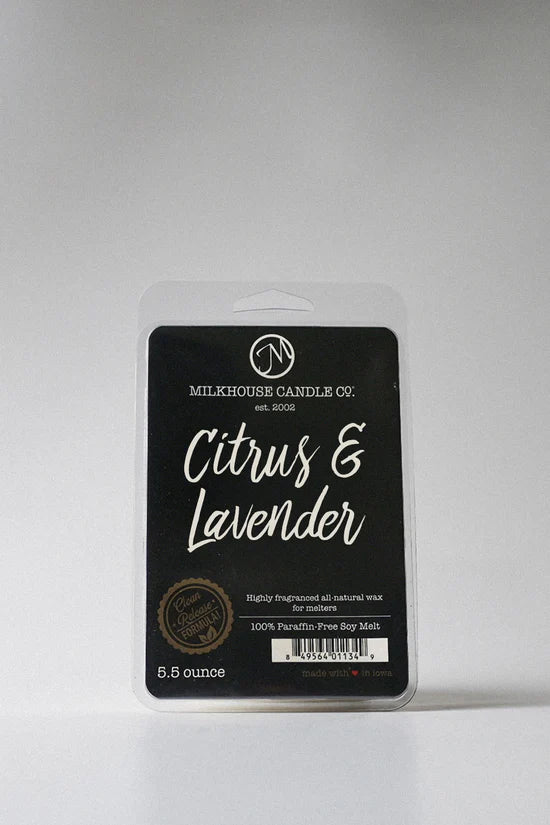 M
MILKHOUSE CANDLE Co.
est. 2002
Citrus &
Lavender
Clean
Release
FORMULA!
Highly fragranced all-natural wax
for melters
100% Paraffin-Free Soy Melt
8 49564 01134 9
5.5 ounce
made with ♥ in iowa